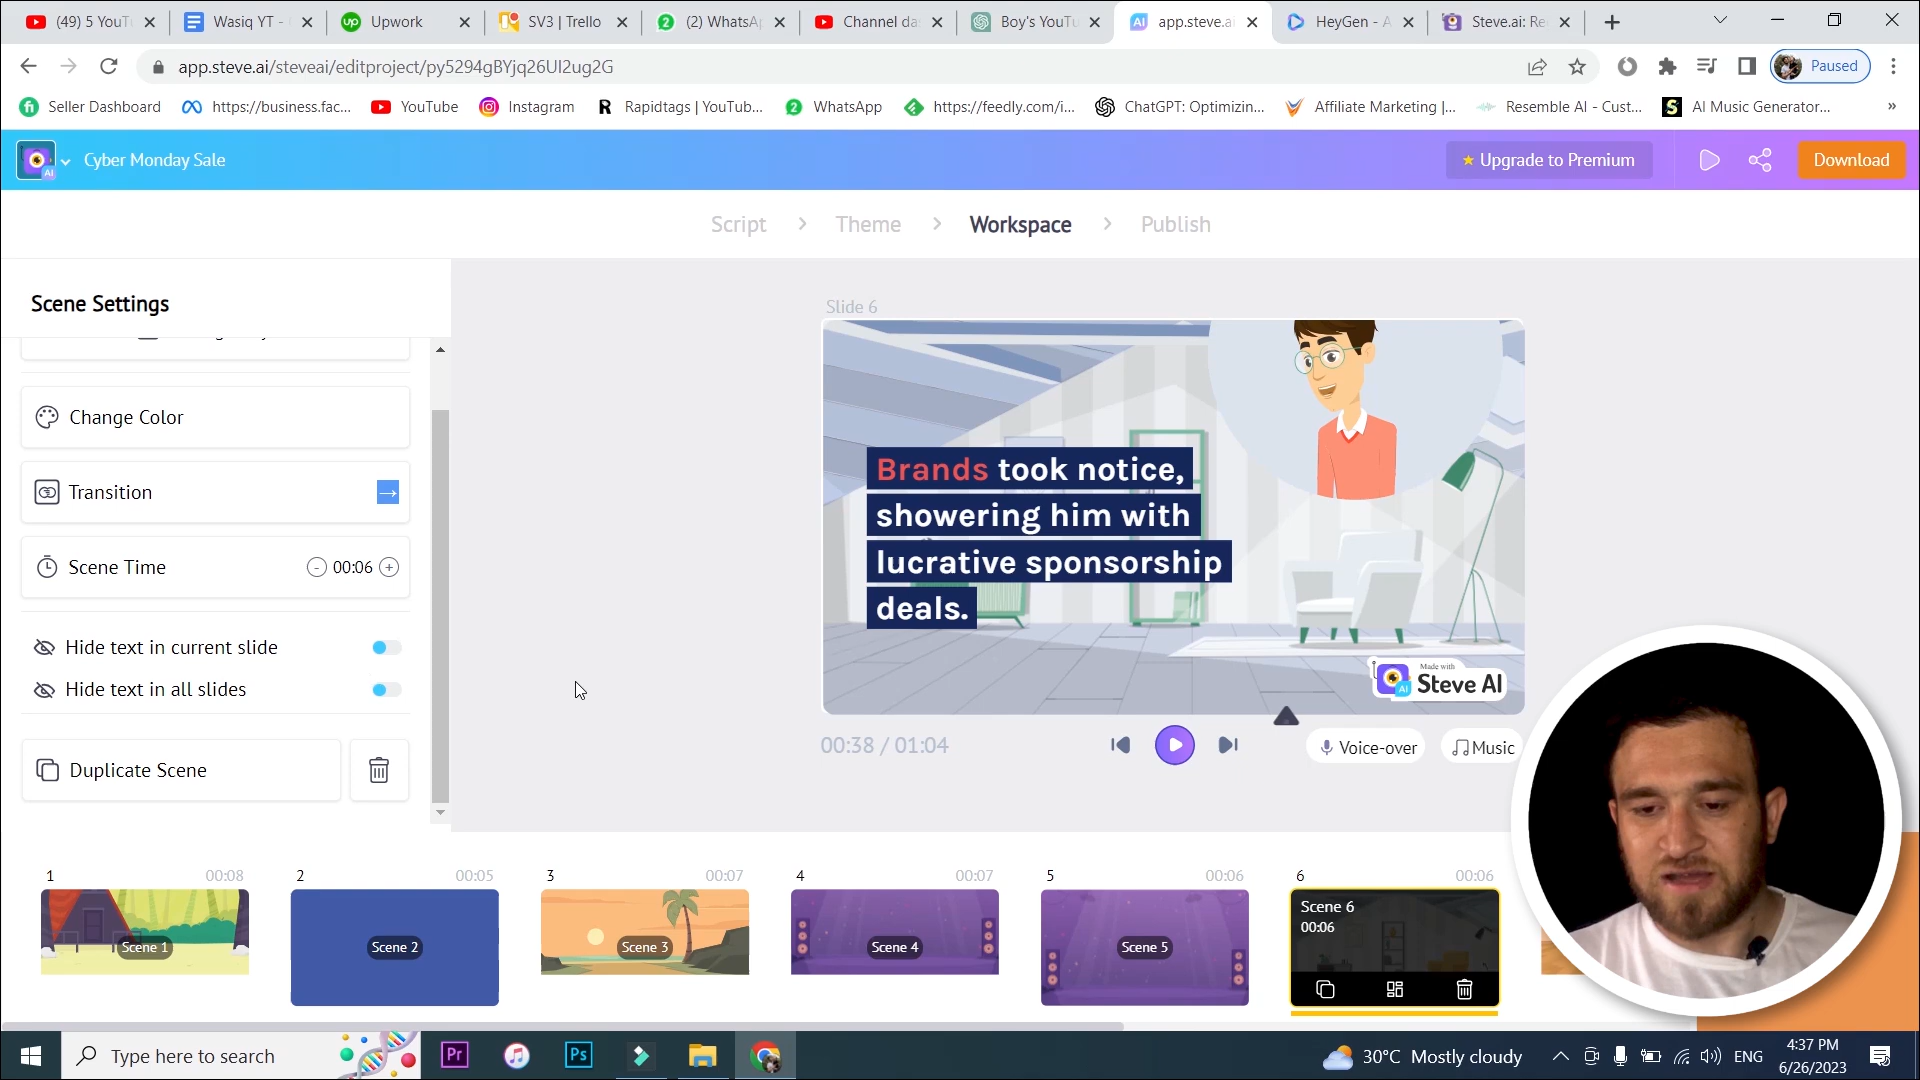 (49) 5 YouTu
Wasiq YT -
Upwork
SV3 | Trello
(2) WhatsAp
Channel das
Boy's YouTu
app.steve.ai
HeyGen - A
Steve.ai: Re
app.steve.ai/steveai/editproject/py5294gBYjq26UI2ug2G
Paused
Seller Dashboard
https://business.fac...
YouTube
Instagram
Rapidtags | YouTub...
WhatsApp
https://feedly.com/i...
ChatGPT: Optimizin...
Affiliate Marketing |...
Resemble AI - Cust...
AI Music Generator...
»
Cyber Monday Sale
Upgrade to Premium
Download
Script
Theme
Workspace
Publish
Scene Settings
Change Color
Transition
Scene Time
- 00:06 +
Hide text in current slide
Hide text in all slides
Duplicate Scene
Slide 6
Brands took notice,
showering him with
lucrative sponsorship
deals.
Made with
Steve AI
00:38 / 01:04
Voice-over
Music
1 00:08
Scene 1
2 00:05
Scene 2
3 00:07
Scene 3
4 00:07
Scene 4
5 00:06
Scene 5
6 00:06
Scene 6
00:06
Type here to search
Pr
Ps
30°C Mostly cloudy
ENG
4:37 PM
6/26/2023